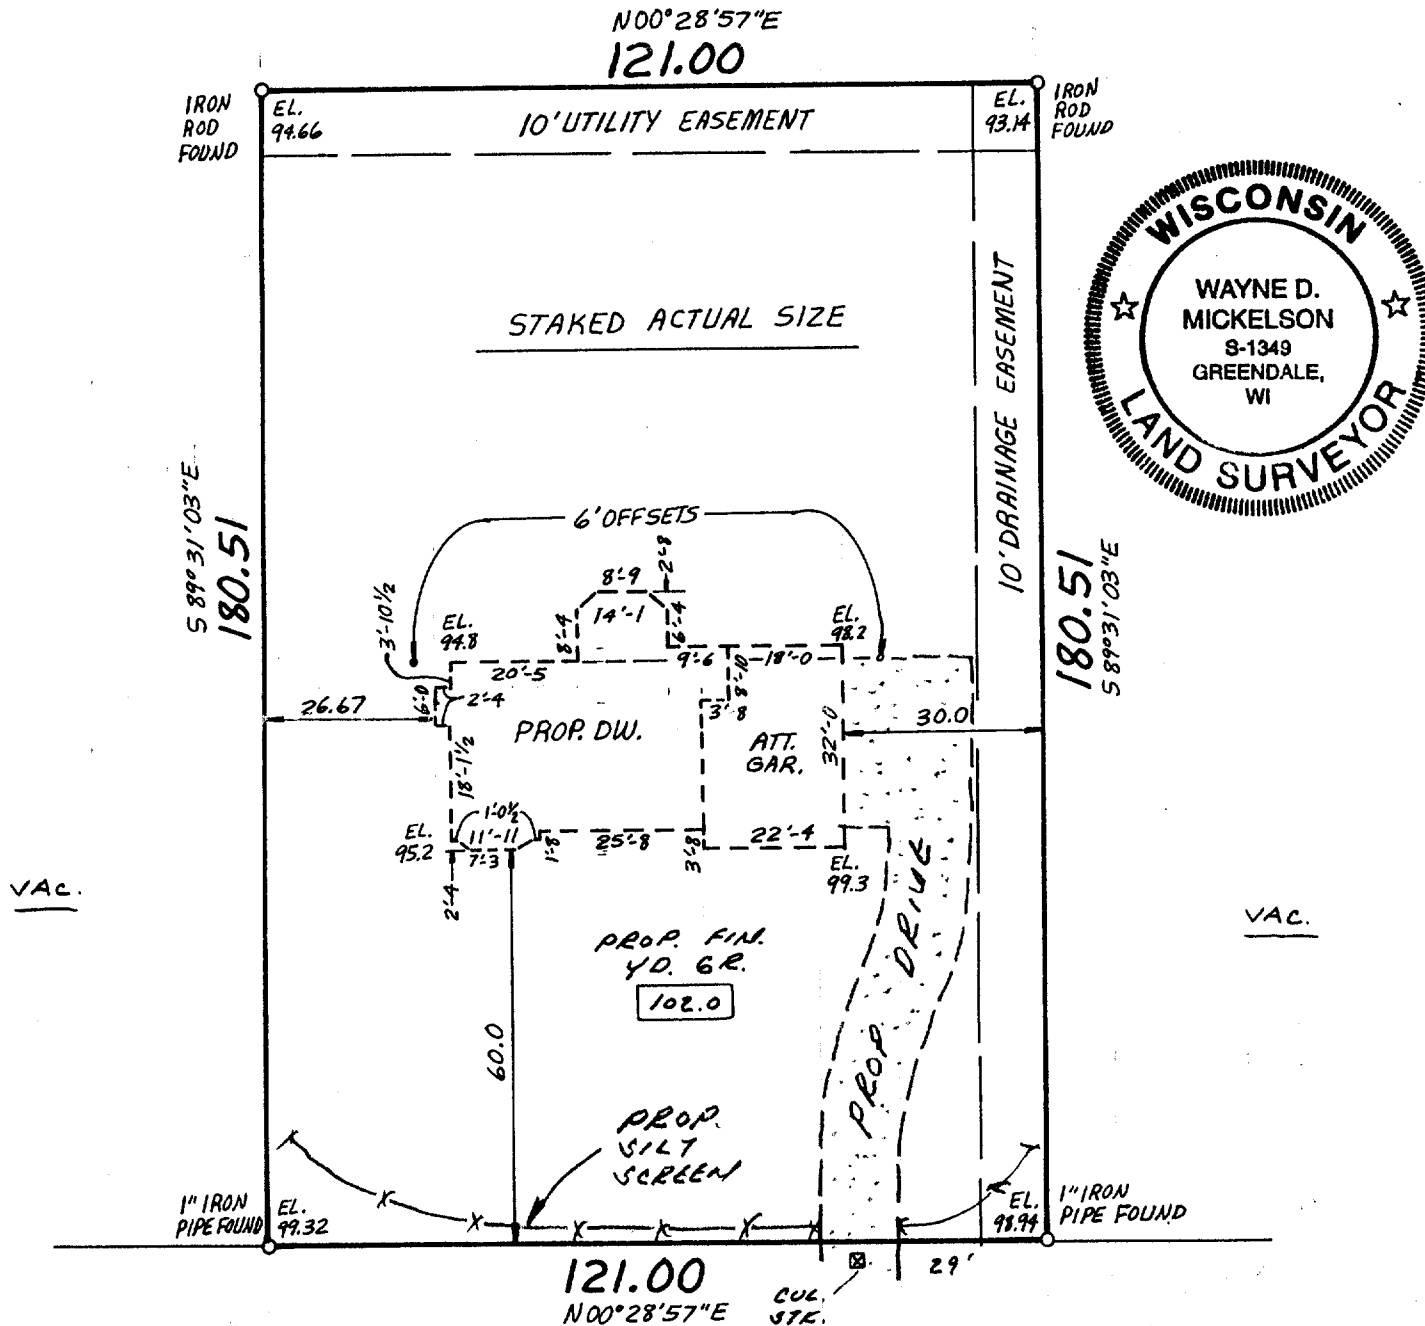 N00°28'57"E
121.00
IRON
ROD
FOUND
EL.
94.66
10' UTILITY EASEMENT
EL.
93.14
IRON
ROD
FOUND
WISCONSIN
WAYNE D.
MICKELSON
S-1349
GREENDALE,
WI
LAND SURVEYOR
STAKED ACTUAL SIZE
10' DRAINAGE EASEMENT
S 89°31'03"E
180.51
180.51
S 89°31'03"E
6' OFFSETS
8'-9
2'-8
14'-1
8'-4
6'-4
3'-10½
EL.
94.8
EL.
98.2
20'-5
9'-6
8'-10
18'-0
6'-0
2'-4
3'-8
26.67
30.0
PROP. DW.
ATT.
GAR.
32'-0
18'-1½
1'-0½
EL.
95.2
11'-11
7'-3
1'-8
25'-8
3'-8
22'-4
EL.
99.3
2'-4
VAC.
VAC.
PROP. FIN.
YD. GR.
102.0
60.0
PROP DRIVE
PROP.
SILT
SCREEN
1" IRON
PIPE FOUND
EL.
99.32
EL.
98.94
1" IRON
PIPE FOUND
121.00
N00°28'57"E
CUL.
STK.
29'